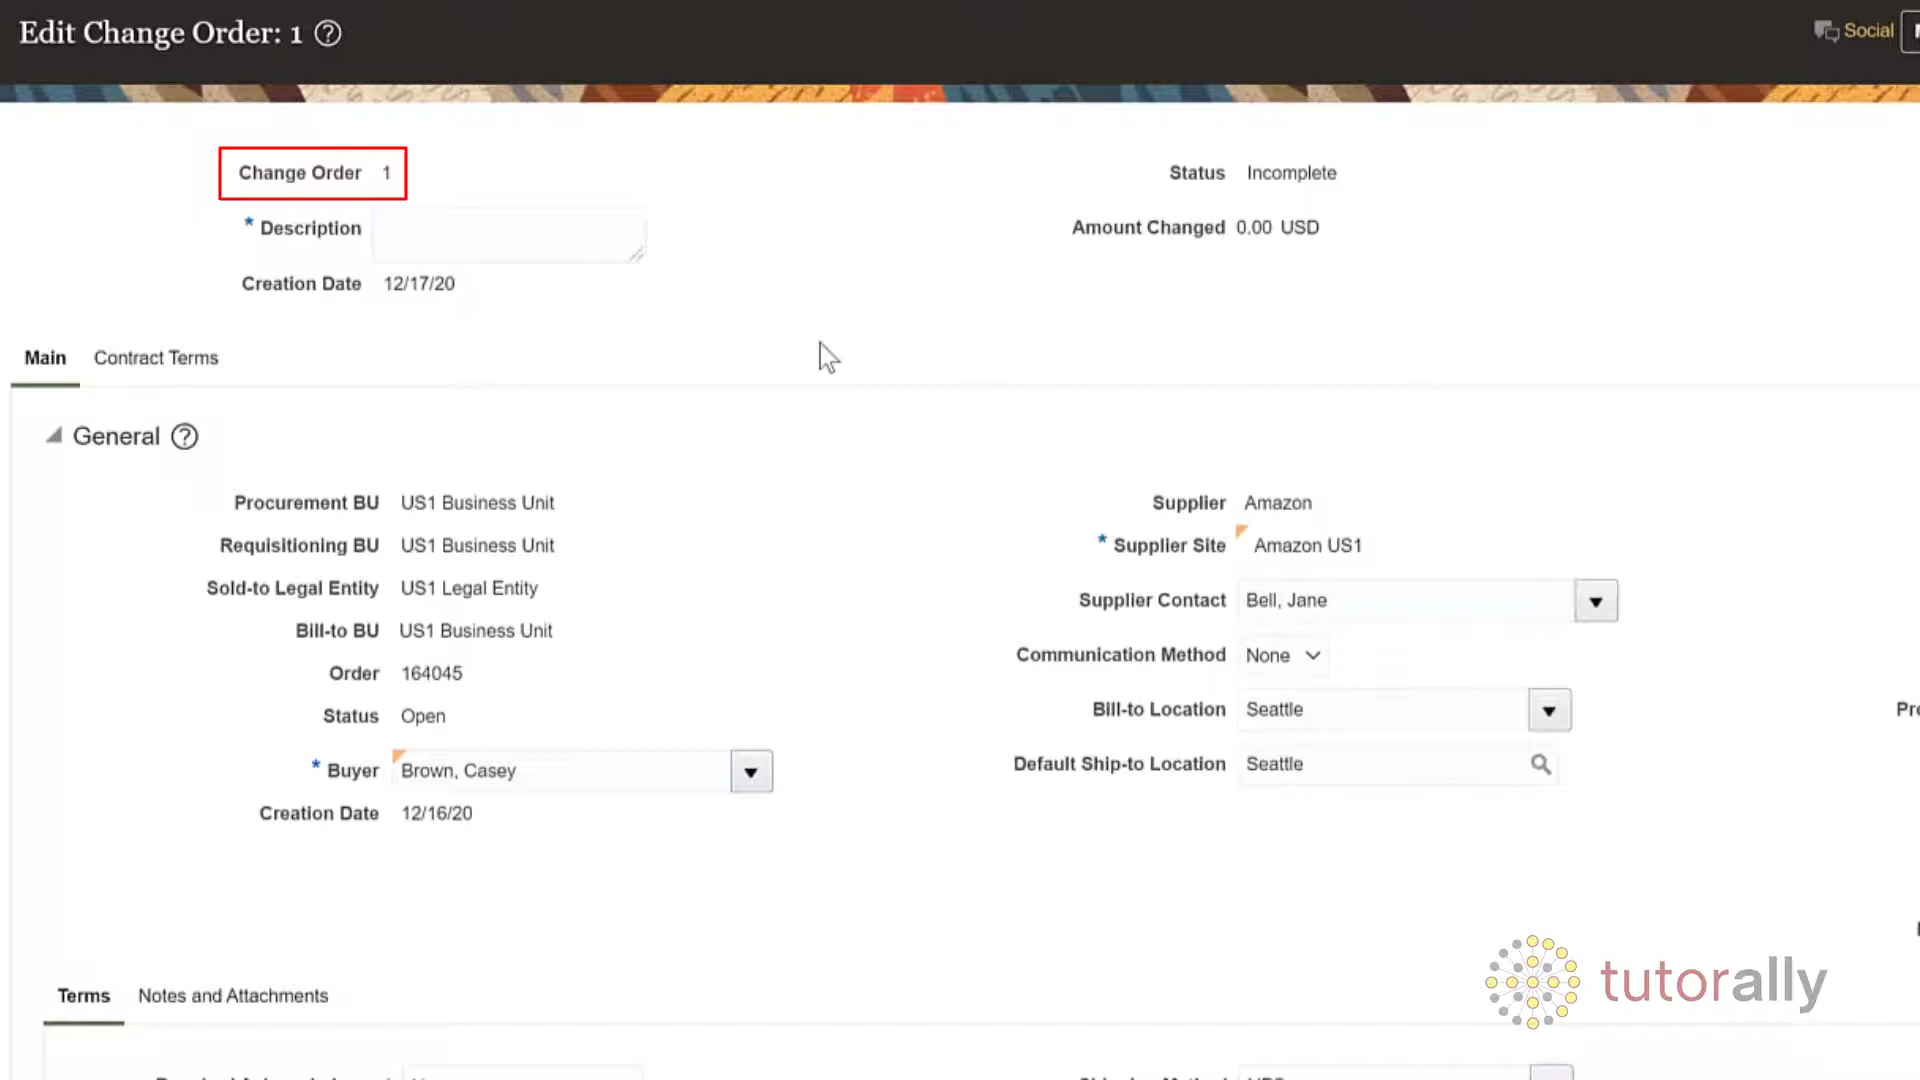 Edit Change Order: 1 ?
Social
Change Order 1
Status Incomplete
* Description
Amount Changed 0.00 USD
Creation Date 12/17/20
Main Contract Terms
General ?
Procurement BU US1 Business Unit
Supplier Amazon
Requisitioning BU US1 Business Unit
* Supplier Site Amazon US1
Sold-to Legal Entity US1 Legal Entity
Supplier Contact Bell, Jane
Bill-to BU US1 Business Unit
Communication Method None
Order 164045
Bill-to Location Seattle
Status Open
Default Ship-to Location Seattle
* Buyer Brown, Casey
Creation Date 12/16/20
Terms Notes and Attachments
tutorally